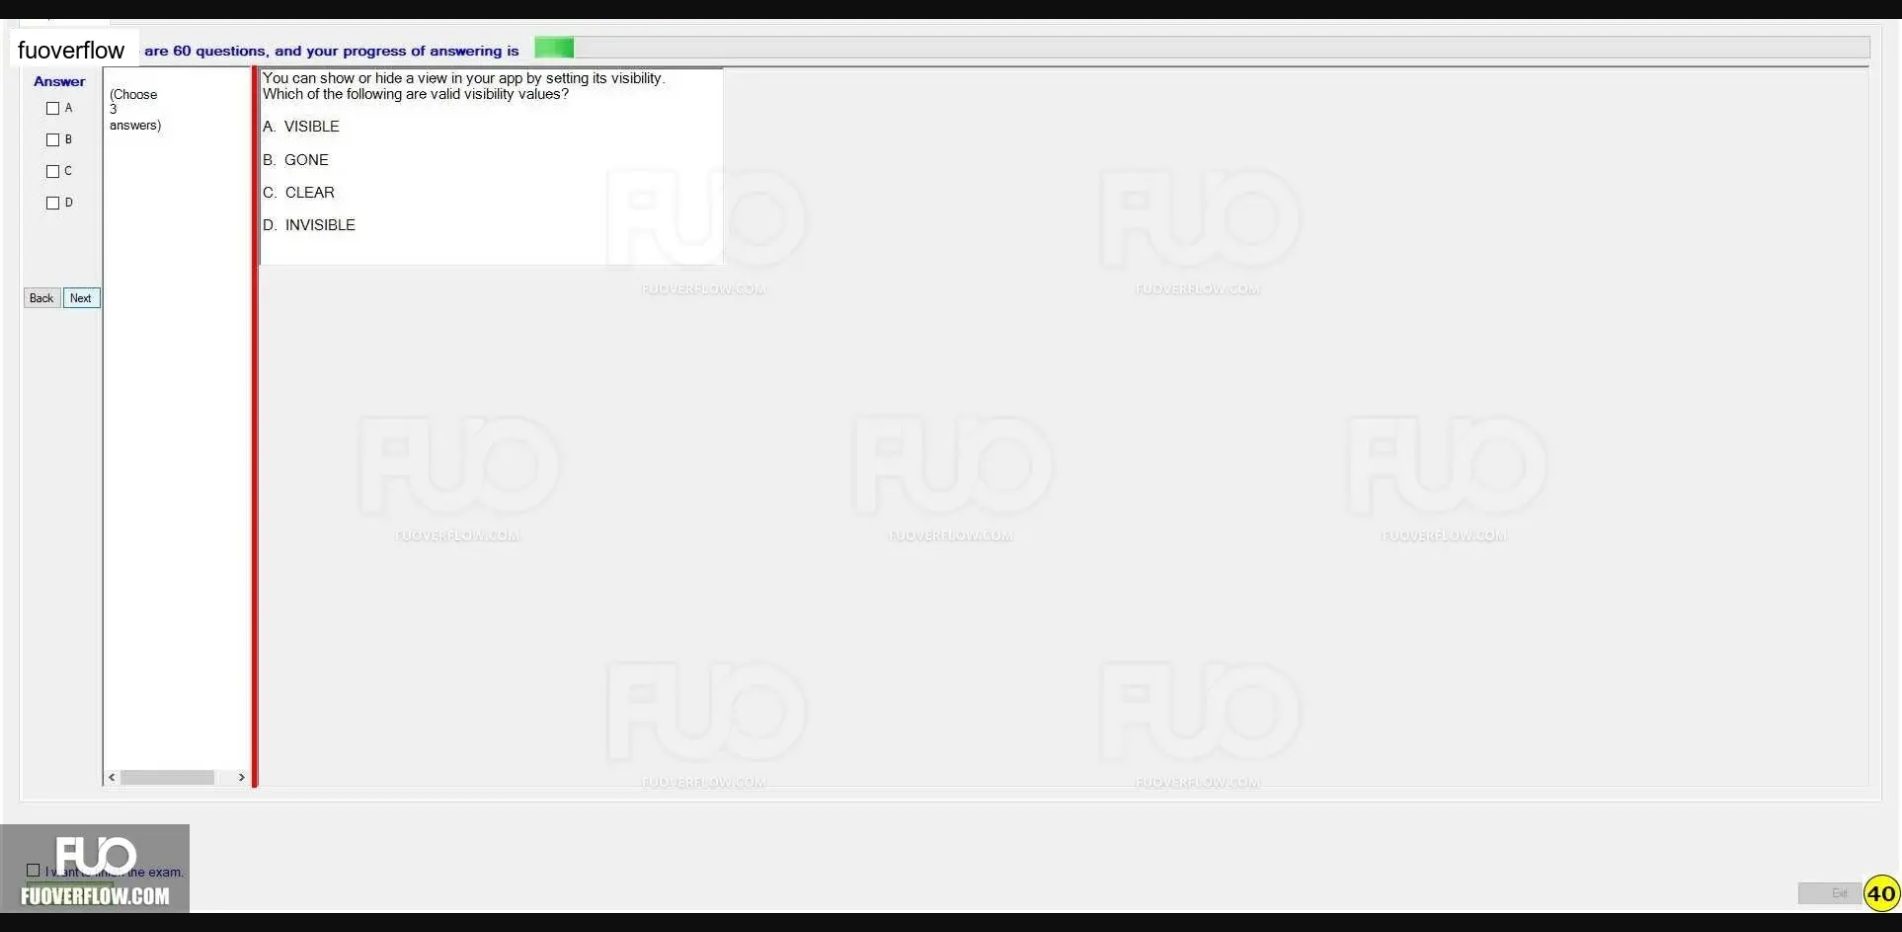 fuoverflow are 60 questions, and your progress of answering is
Answer
A
B
C
D
Back Next
(Choose
3
answers)
You can show or hide a view in your app by setting its visibility.
Which of the following are valid visibility values?
A. VISIBLE
B. GONE
C. CLEAR
D. INVISIBLE
FUO FUO
FUOVERFLOW.COM FUOVERFLOW.COM
FUO FUO FUO
FUOVERFLOW.COM FUOVERFLOW.COM FUOVERFLOW.COM
FUO FUO
FUOVERFLOW.COM FUOVERFLOW.COM
FUO
I want the exam.
FUOVERFLOW.COM
Exit 40